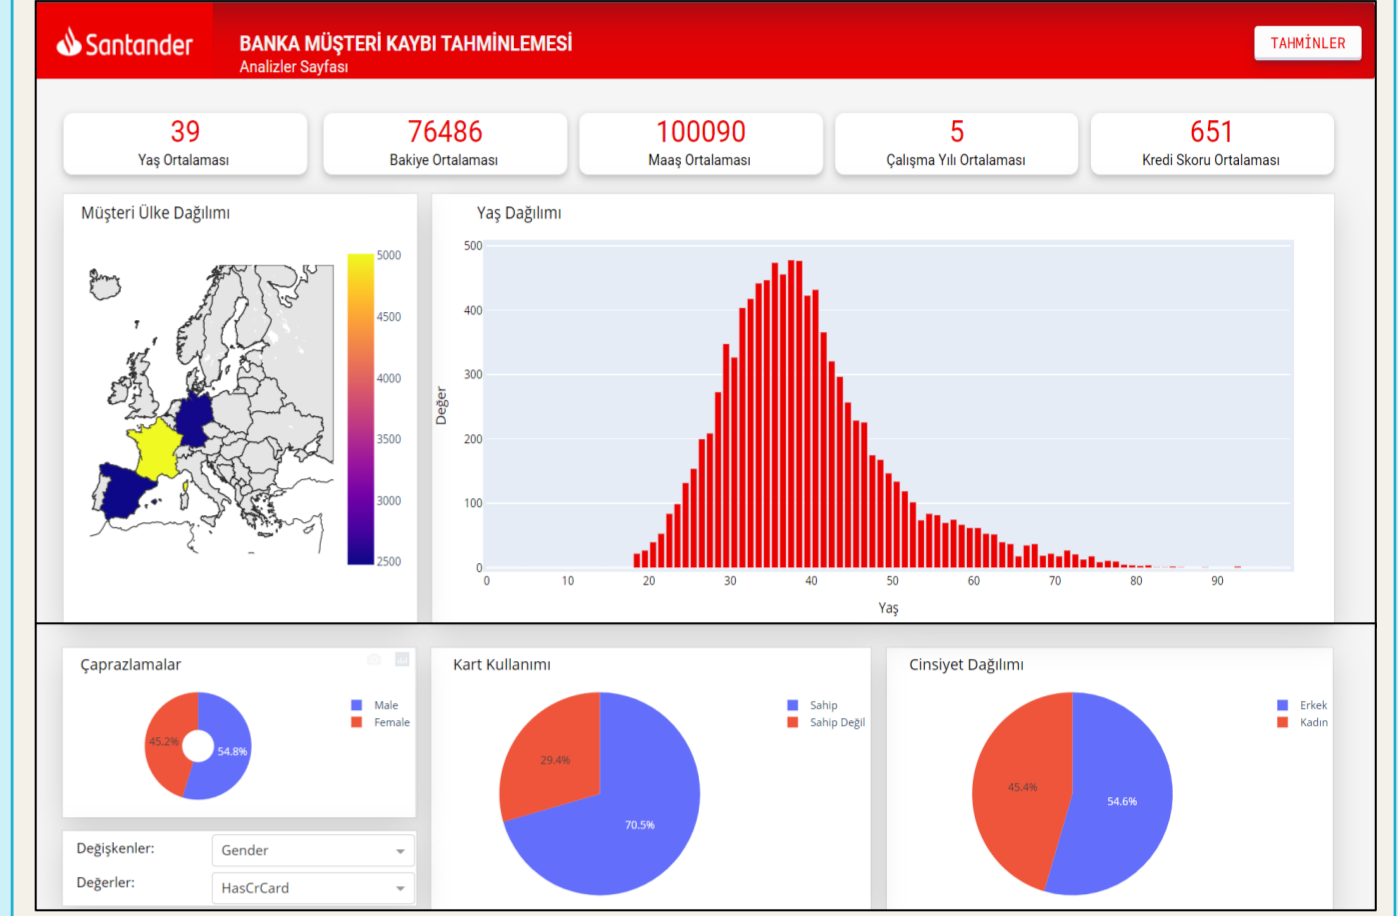 Santander
BANKA MÜŞTERİ KAYBI TAHMİNLEMESİ
Analizler Sayfası
TAHMİNLER
39
Yaş Ortalaması
76486
Bakiye Ortalaması
100090
Maaş Ortalaması
5
Çalışma Yılı Ortalaması
651
Kredi Skoru Ortalaması
Müşteri Ülke Dağılımı
5000
4500
4000
3500
3000
2500
Yaş Dağılımı
500
400
300
200
100
0
Değer
0 10 20 30 40 50 60 70 80 90
Yaş
Çaprazlamalar
Male
Female
45.2%
54.8%
Değişkenler:
Gender
Değerler:
HasCrCard
Kart Kullanımı
Sahip
Sahip Değil
29.4%
70.5%
Cinsiyet Dağılımı
Erkek
Kadın
45.4%
54.6%